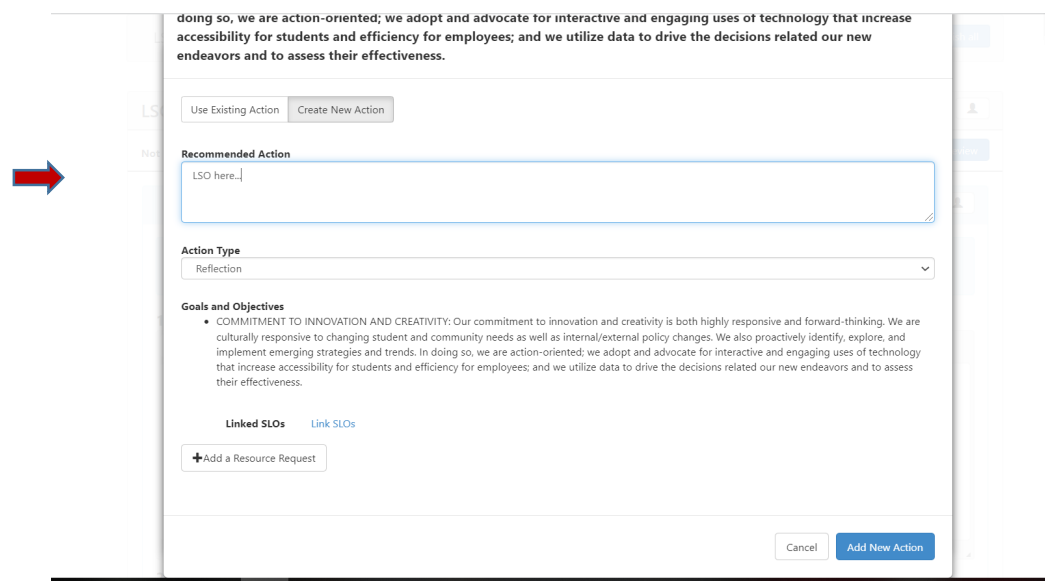 doing so, we are action-oriented; we adopt and advocate for interactive and engaging uses of technology that increase
accessibility for students and efficiency for employees; and we utilize data to drive the decisions related our new
endeavors and to assess their effectiveness.
Use Existing Action Create New Action
LSO
Not
Recommended Action
LSO here...
Action Type
Reflection
Goals and Objectives
• COMMITMENT TO INNOVATION AND CREATIVITY: Our commitment to innovation and creativity is both highly responsive and forward-thinking. We are
culturally responsive to changing student and community needs as well as internal/external policy changes. We also proactively identify, explore, and
implement emerging strategies and trends. In doing so, we are action-oriented; we adopt and advocate for interactive and engaging uses of technology
that increase accessibility for students and efficiency for employees; and we utilize data to drive the decisions related our new endeavors and to assess
their effectiveness.
Linked SLOs Link SLOs
+Add a Resource Request
Cancel Add New Action